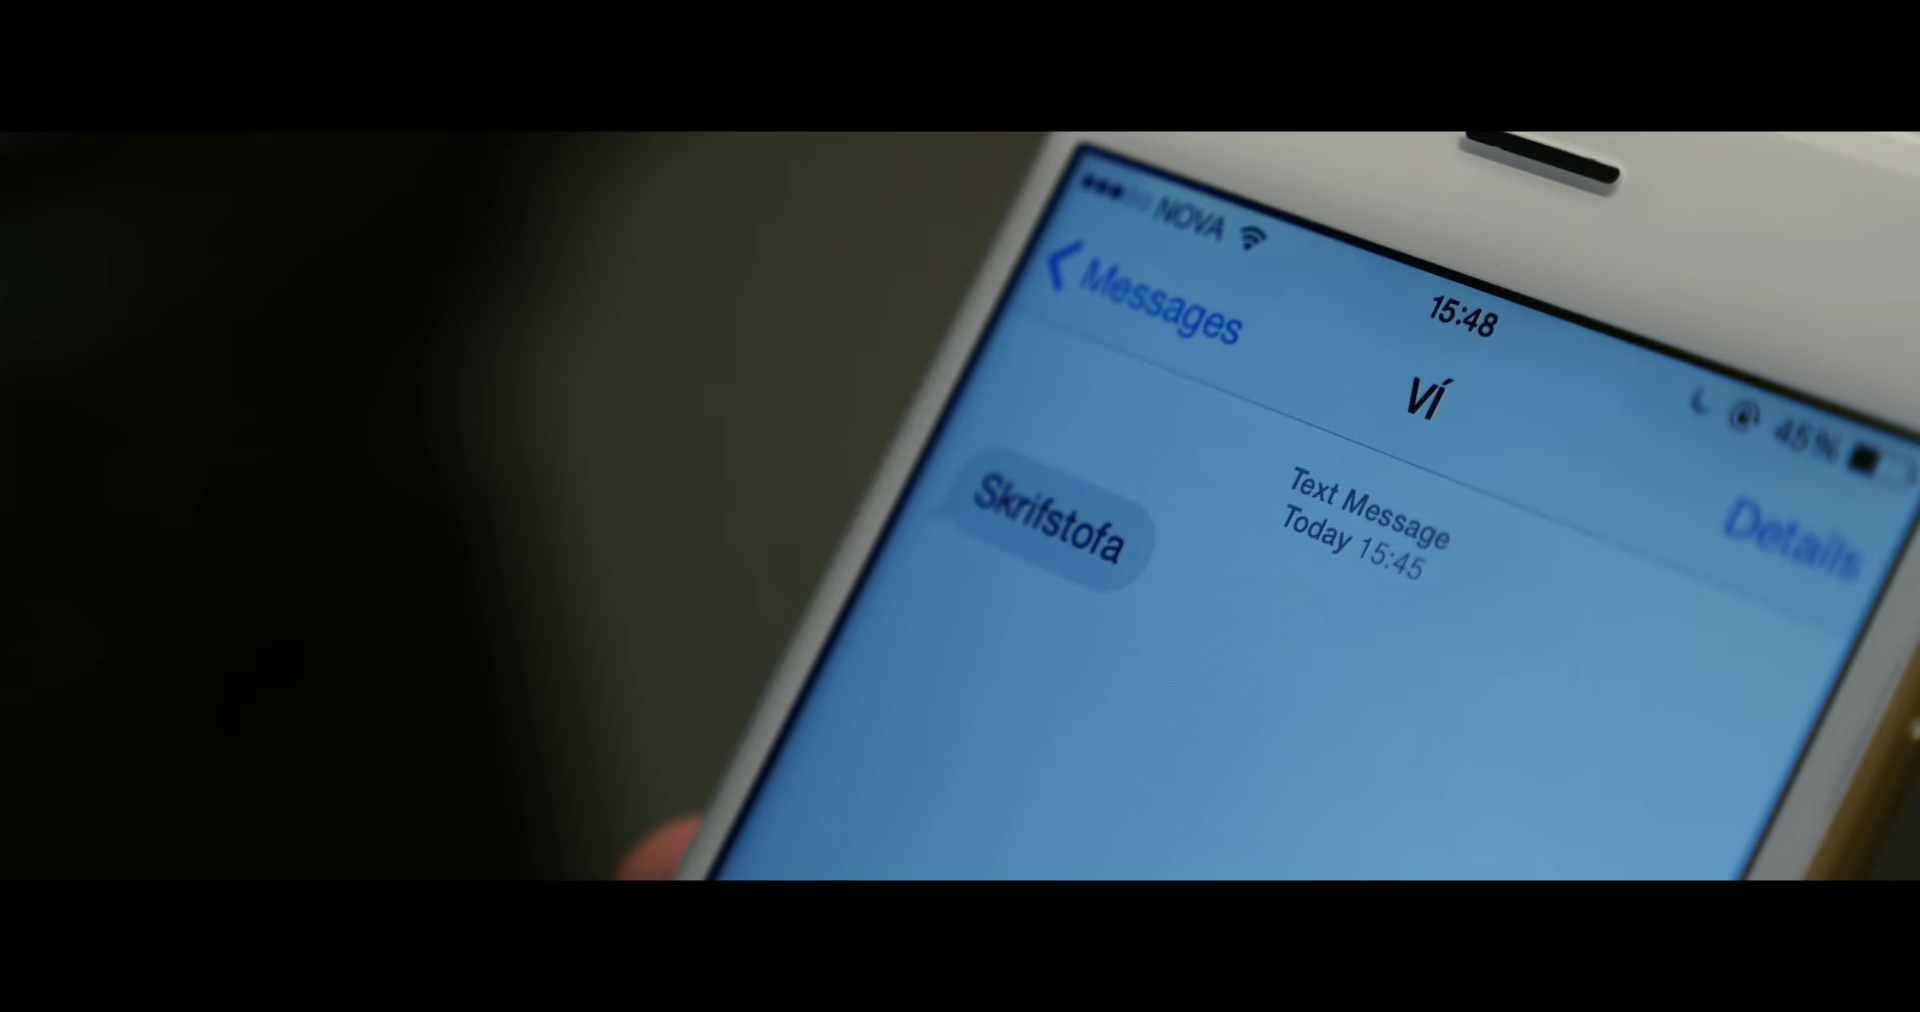 NOVA
15:48
45%
Messages
VÍ
Details
Text Message
Today 15:45
Skrifstofa